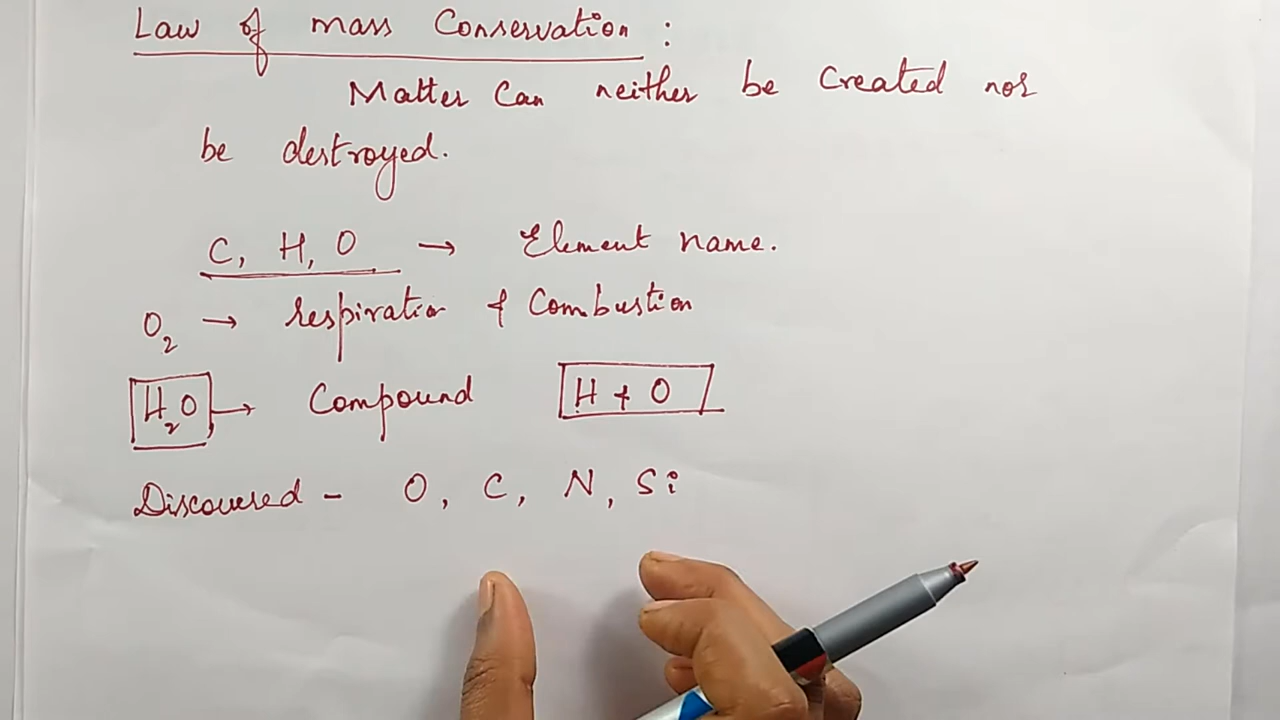 Law of mass Conservation :
Matter Can neither be Created nor
be destroyed.
C, H, O → Element name.
O₂ → respiration & Combustion
H₂O → Compound H + O
Discovered - O, C, N, Si